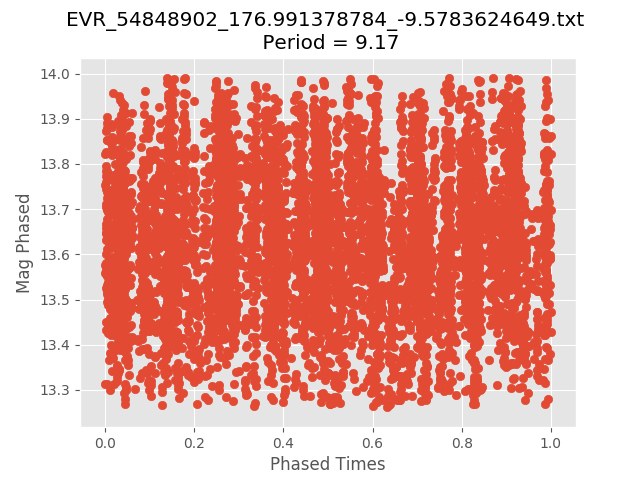 EVR_54848902_176.991378784_-9.5783624649.txt
Period = 9.17
14.0
13.9
13.8
13.7
13.6
13.5
13.4
13.3
Mag Phased
0.0 0.2 0.4 0.6 0.8 1.0
Phased Times